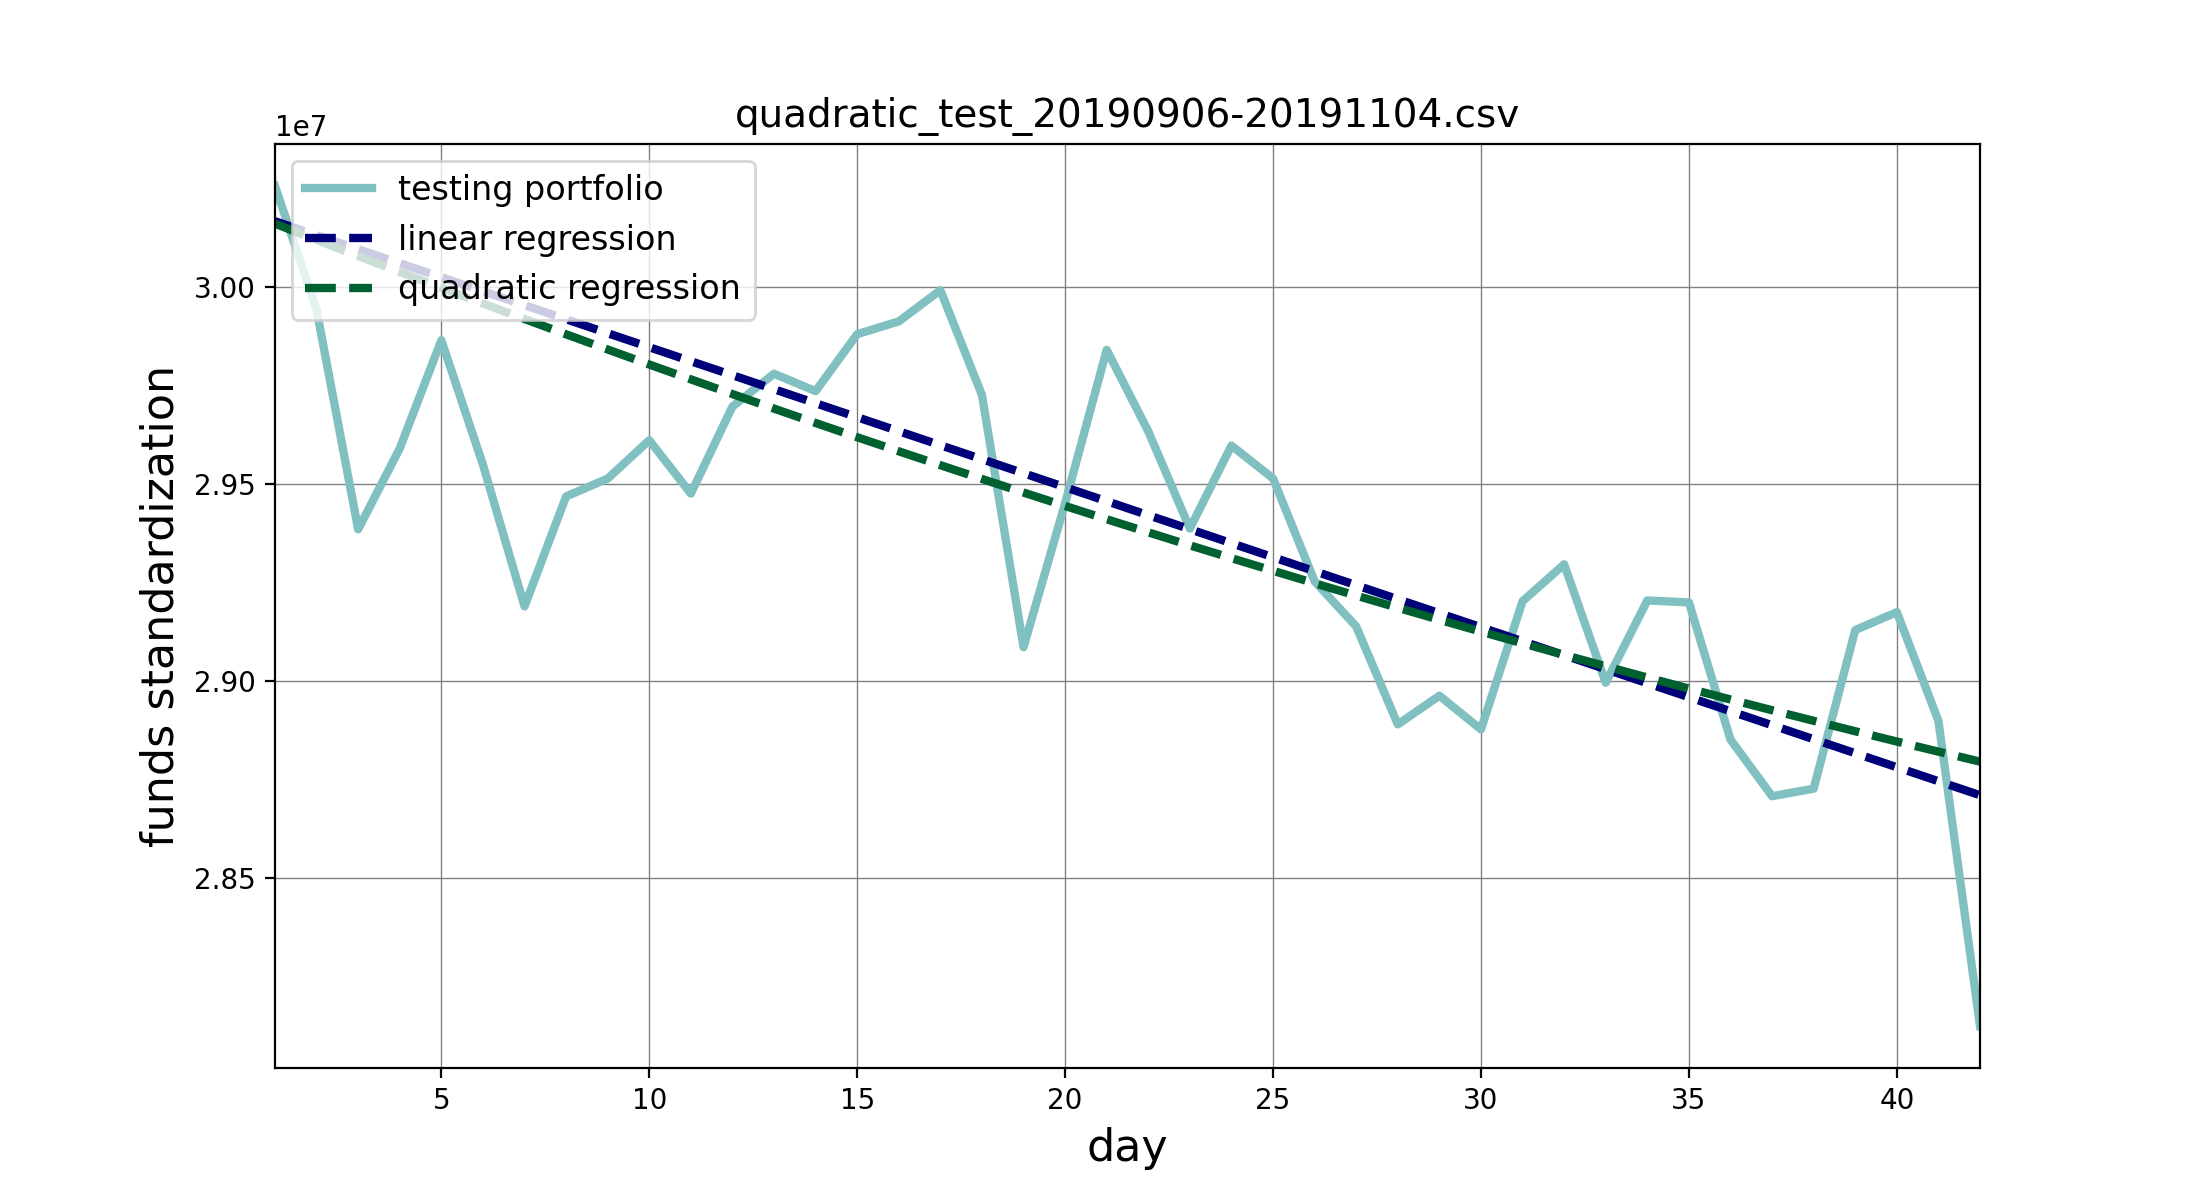 quadratic_test_20190906-20191104.csv
1e7
testing portfolio
linear regression
quadratic regression
3.00
2.95
2.90
2.85
funds standardization
5 10 15 20 25 30 35 40
day